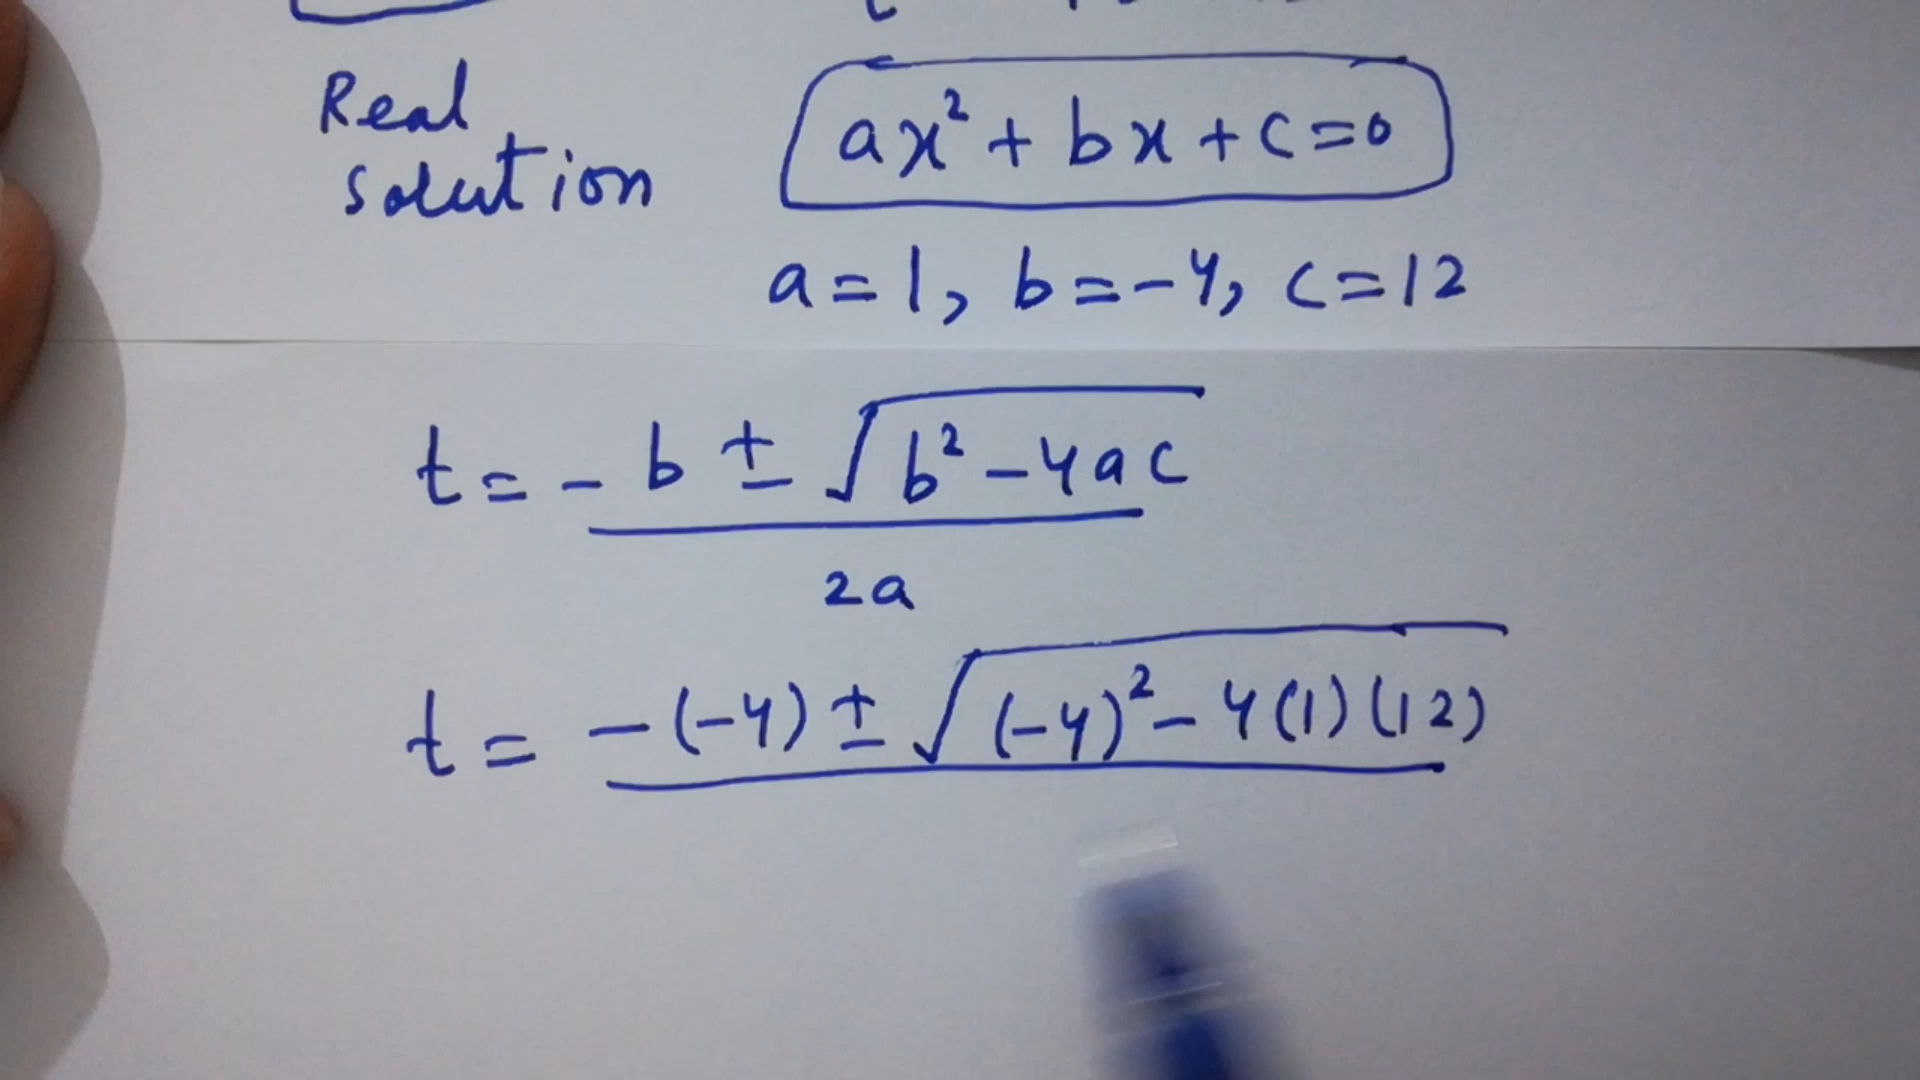 Real
solution
ax² + bx + c = 0
a = 1, b = -4, c = 12
t = - b ± √b² - 4ac
2a
t = - (-4) ± √(-4)² - 4(1)(12)